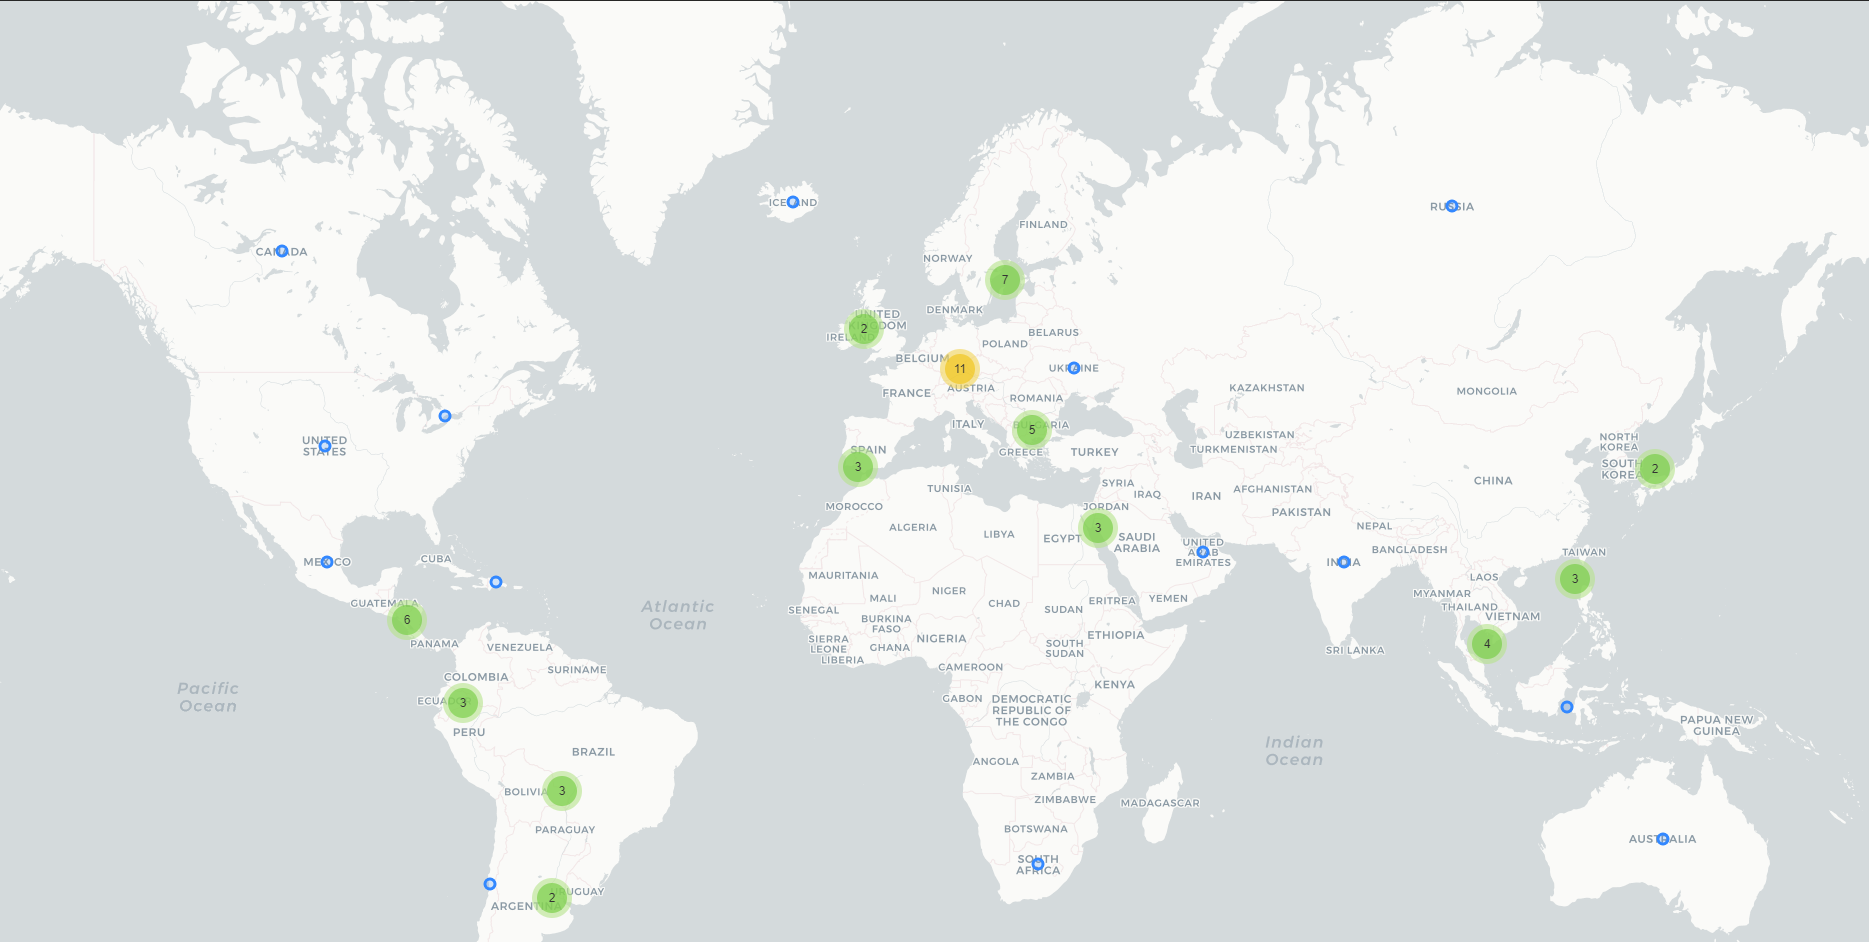 ICELAND
RUSSIA
FINLAND
CANADA
NORWAY
DENMARK
UNITED
KINGDOM
IRELAND
BELARUS
POLAND
BELGIUM
UKRAINE
AUSTRIA
FRANCE
ROMANIA
KAZAKHSTAN
MONGOLIA
ITALY
BULGARIA
UZBEKISTAN
TURKMENISTAN
NORTH
KOREA
UNITED
STATES
SPAIN
GREECE
TURKEY
SOUTH
KOREA
SYRIA
IRAQ
IRAN
AFGHANISTAN
CHINA
TUNISIA
MOROCCO
JORDAN
PAKISTAN
ALGERIA
LIBYA
EGYPT
SAUDI
ARABIA
NEPAL
UNITED
ARAB
EMIRATES
BANGLADESH
TAIWAN
MEXICO
CUBA
INDIA
MAURITANIA
LAOS
NIGER
MALI
MYANMAR
GUATEMALA
Atlantic
Ocean
SENEGAL
CHAD
SUDAN
ERITREA
YEMEN
THAILAND
VIETNAM
BURKINA
FASO
SIERRA
LEONE
LIBERIA
GHANA
NIGERIA
ETHIOPIA
SOUTH
SUDAN
PANAMA
VENEZUELA
SRI LANKA
SURINAME
COLOMBIA
CAMEROON
KENYA
Pacific
Ocean
ECUADOR
GABON
DEMOCRATIC
REPUBLIC OF
THE CONGO
PAPUA NEW
GUINEA
PERU
BRAZIL
Indian
Ocean
ANGOLA
ZAMBIA
BOLIVIA
ZIMBABWE
MADAGASCAR
PARAGUAY
BOTSWANA
AUSTRALIA
SOUTH
AFRICA
URUGUAY
ARGENTINA
7
2
11
5
3
2
3
3
6
4
3
3
2